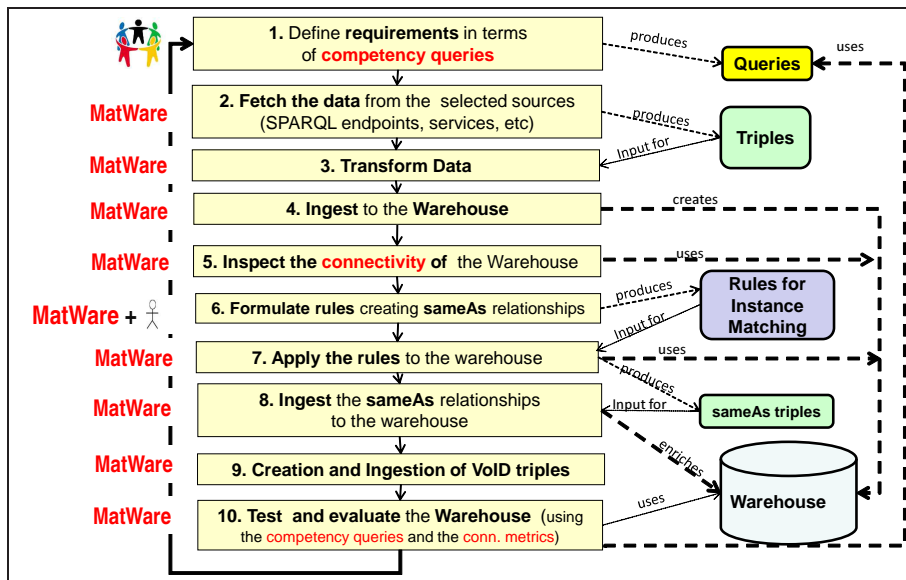 1. Define requirements in terms
of competency queries
produces
uses
Queries
MatWare
2. Fetch the data from the selected sources
(SPARQL endpoints, services, etc)
produces
Triples
Input for
MatWare
3. Transform Data
MatWare
4. Ingest to the Warehouse
creates
MatWare
5. Inspect the connectivity of the Warehouse
uses
MatWare +
6. Formulate rules creating sameAs relationships
produces
Rules for
Instance
Matching
Input for
MatWare
7. Apply the rules to the warehouse
uses
produces
MatWare
8. Ingest the sameAs relationships
to the warehouse
Input for
sameAs triples
enriches
MatWare
9. Creation and Ingestion of VoID triples
Warehouse
MatWare
10. Test and evaluate the Warehouse (using
the competency queries and the conn. metrics)
uses